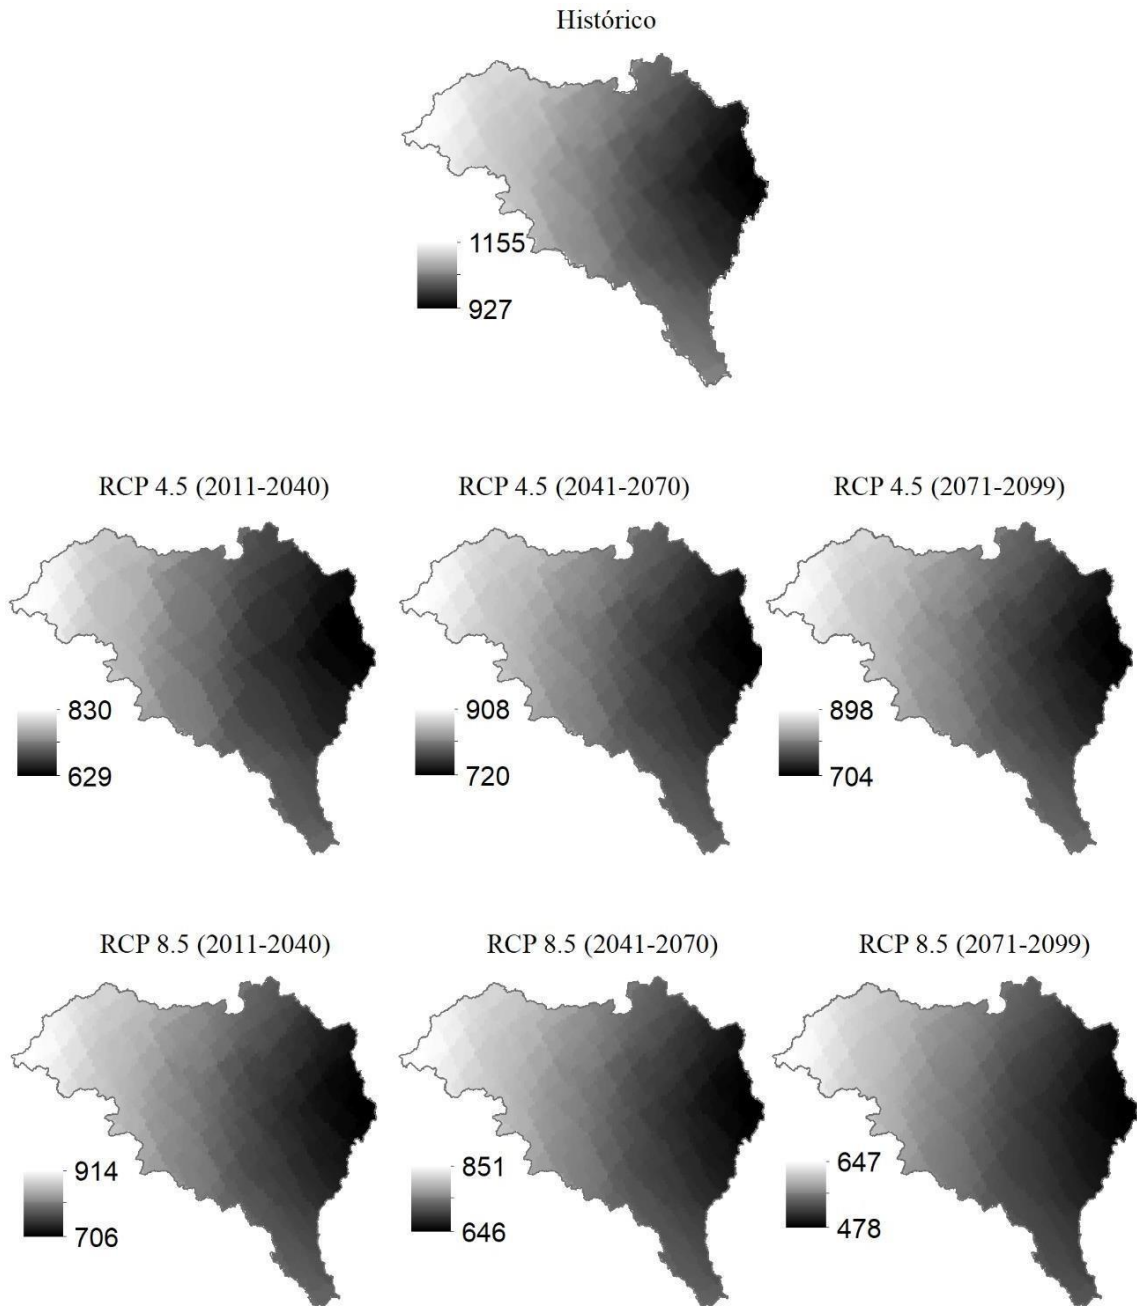 Histórico
1155
927
RCP 4.5 (2011-2040)
RCP 4.5 (2041-2070)
RCP 4.5 (2071-2099)
830
629
908
720
898
704
RCP 8.5 (2011-2040)
RCP 8.5 (2041-2070)
RCP 8.5 (2071-2099)
914
706
851
646
647
478